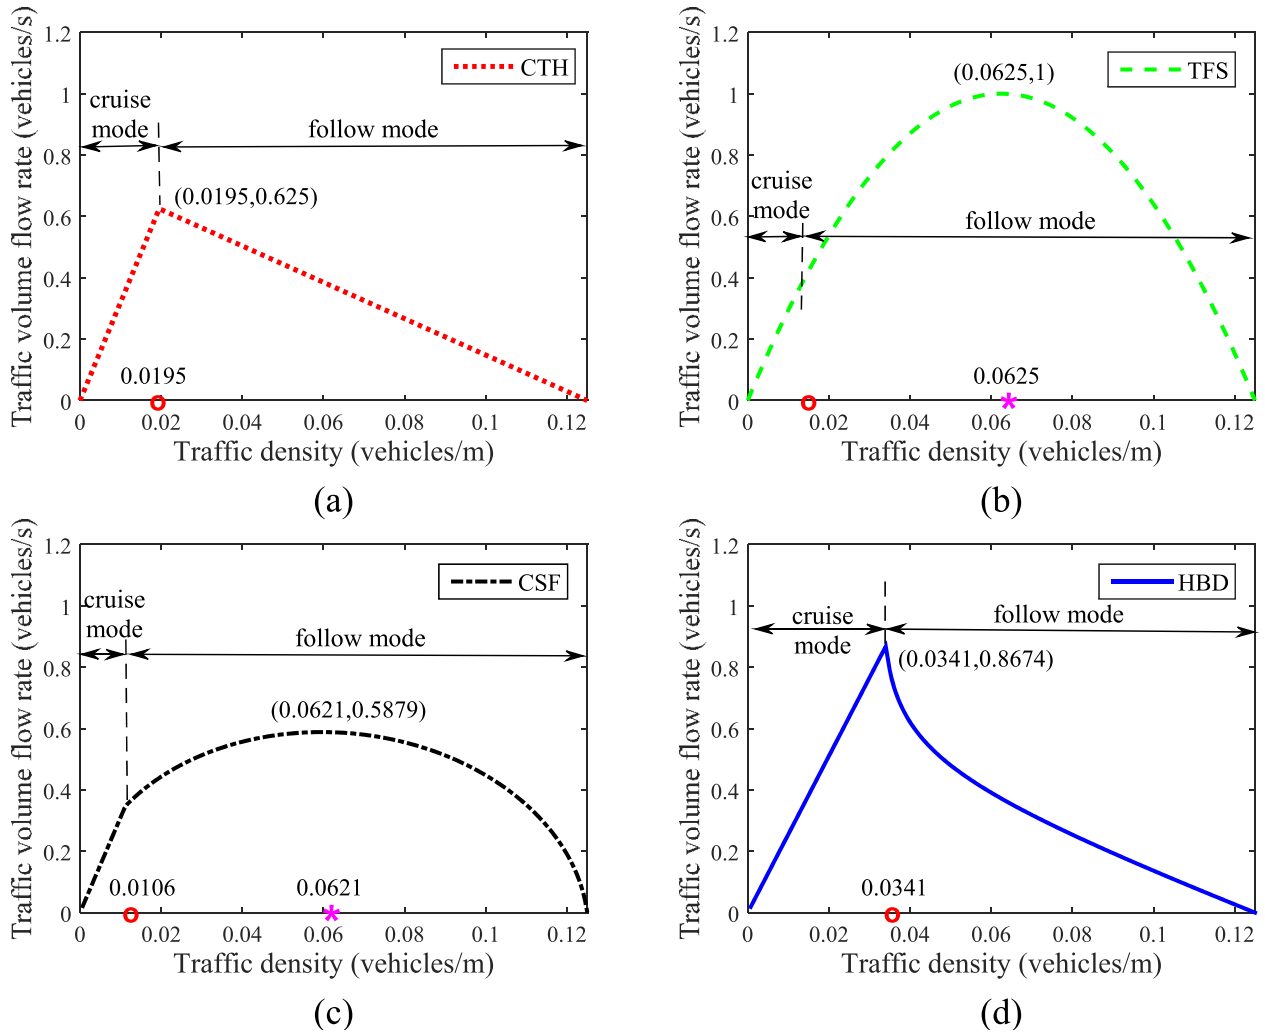 Traffic volume flow rate (vehicles/s)
1.2
1
0.8
0.6
0.4
0.2
0
CTH
cruise
mode
follow mode
(0.0195,0.625)
0.0195
0
0.02
0.04
0.06
0.08
0.1
0.12
Traffic density (vehicles/m)
(a)
Traffic volume flow rate (vehicles/s)
1.2
1
0.8
0.6
0.4
0.2
0
TFS
(0.0625,1)
cruise
mode
follow mode
0.0625
0
0.02
0.04
0.06
0.08
0.1
0.12
Traffic density (vehicles/m)
(b)
Traffic volume flow rate (vehicles/s)
1.2
1
0.8
0.6
0.4
0.2
0
CSF
cruise
mode
follow mode
(0.0621,0.5879)
0.0106
0.0621
0
0.02
0.04
0.06
0.08
0.1
0.12
Traffic density (vehicles/m)
(c)
Traffic volume flow rate (vehicles/s)
1.2
1
0.8
0.6
0.4
0.2
0
HBD
cruise
mode
follow mode
(0.0341,0.8674)
0.0341
0
0.02
0.04
0.06
0.08
0.1
0.12
Traffic density (vehicles/m)
(d)